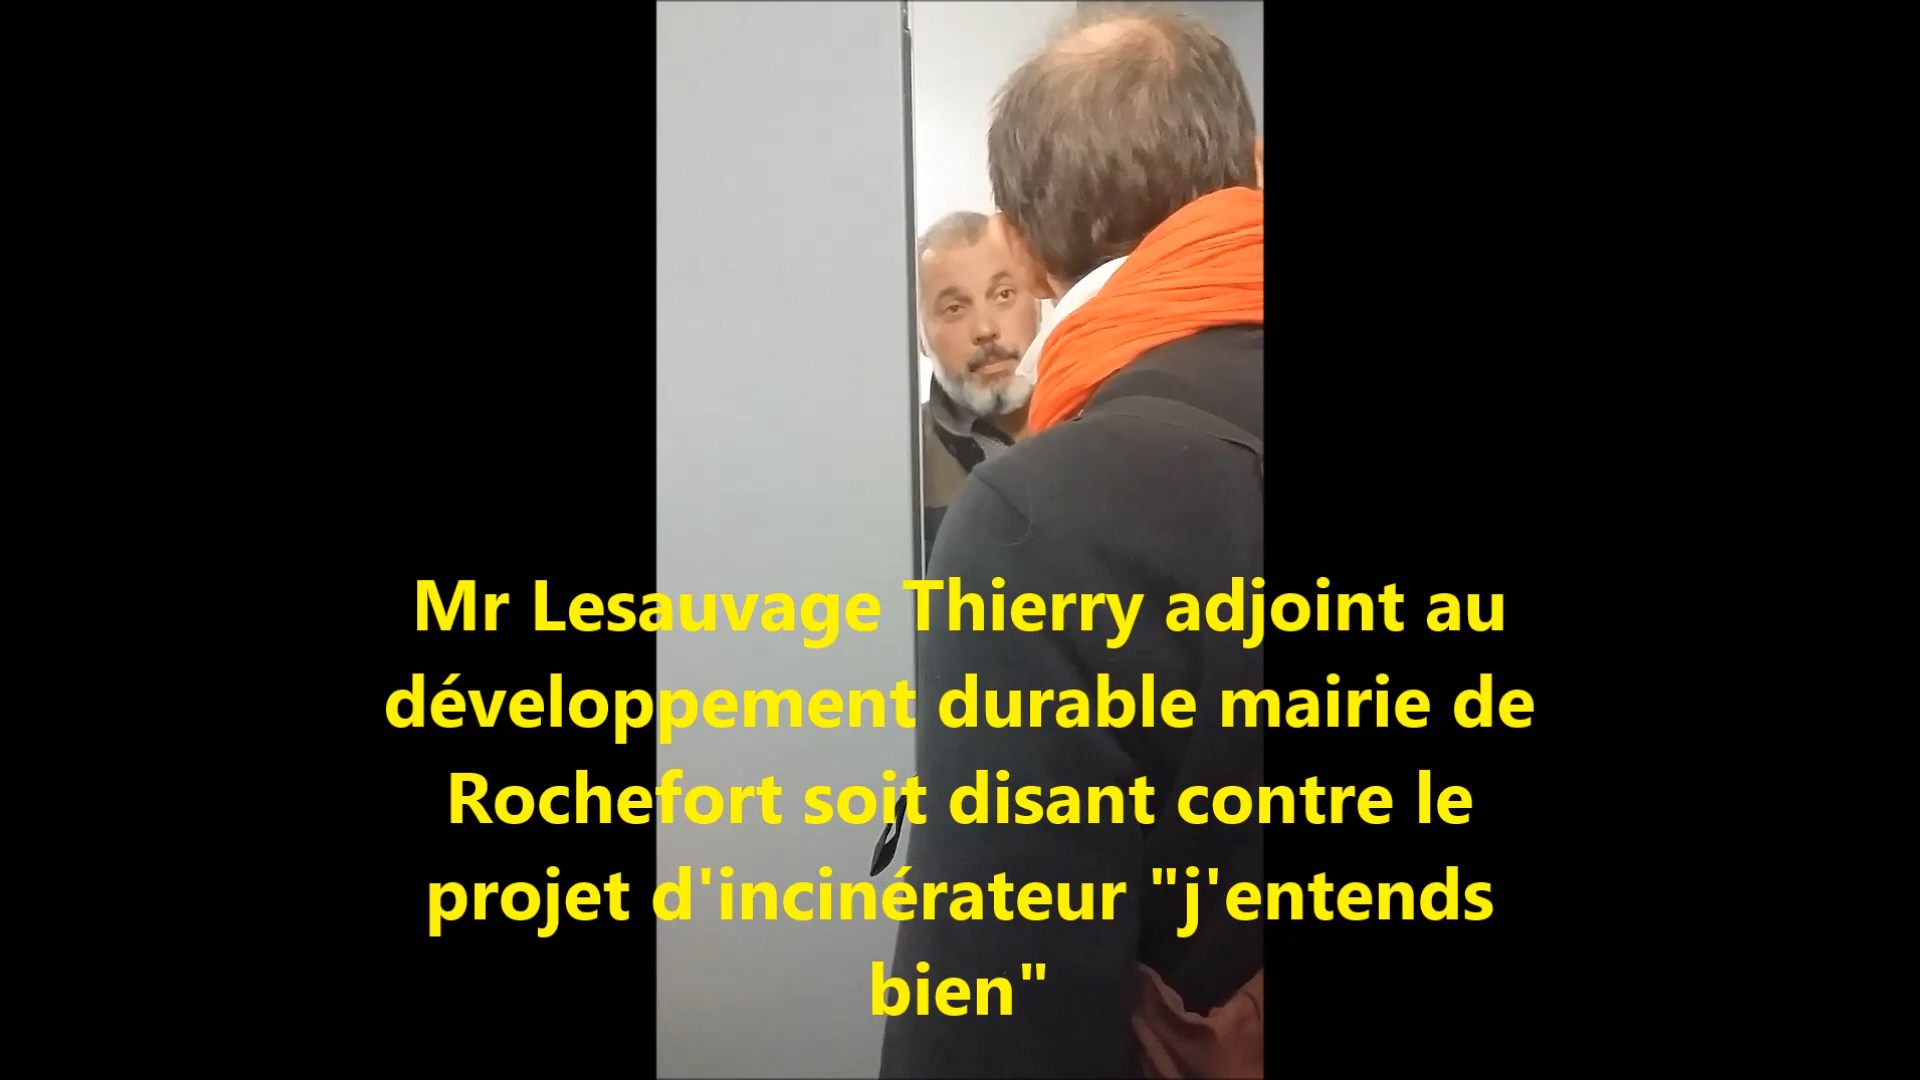 Mr Lesauvage Thierry adjoint au
développement durable mairie de
Rochefort soit disant contre le
projet d'incinérateur "j'entends
bien"